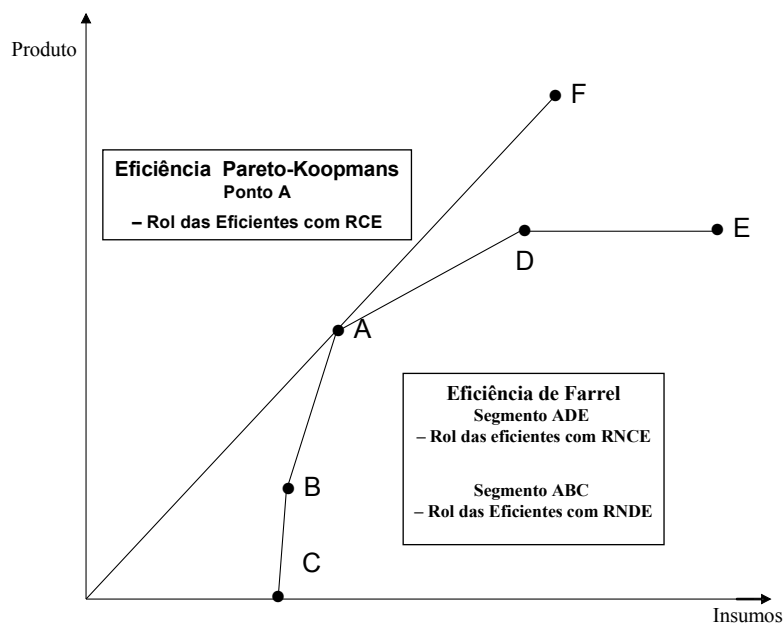 Produto
F
Eficiência Pareto-Koopmans
Ponto A
– Rol das Eficientes com RCE
E
D
A
Eficiência de Farrel
Segmento ADE
– Rol das eficientes com RNCE
Segmento ABC
– Rol das Eficientes com RNDE
B
C
Insumos